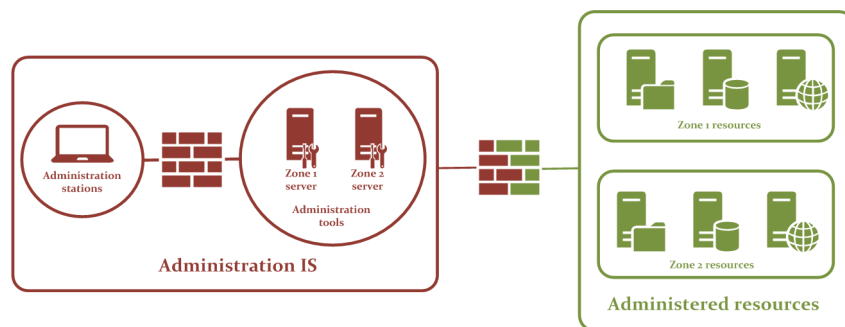 Administration
stations
Zone 1
server
Zone 2
server
Administration
tools
Administration IS
Zone 1 resources
Zone 2 resources
Administered resources